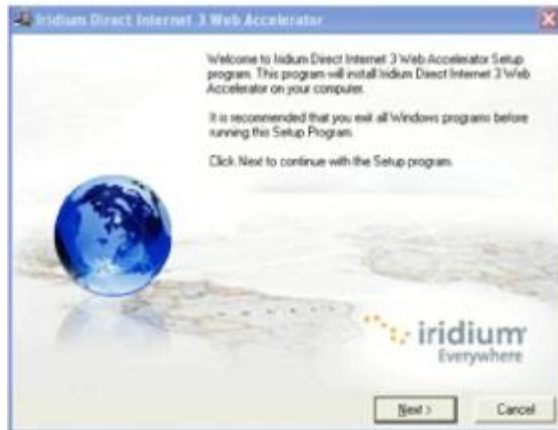 Iridium Direct Internet 3 Web Accelerator
Welcome to Iridium Direct Internet 3 Web Accelerator Setup
program. This program will install Iridium Direct Internet 3 Web
Accelerator on your computer.
It is recommended that you exit all Windows programs before
running this Setup Program.
Click Next to continue with the Setup program.
iridium
Everywhere
Next >
Cancel